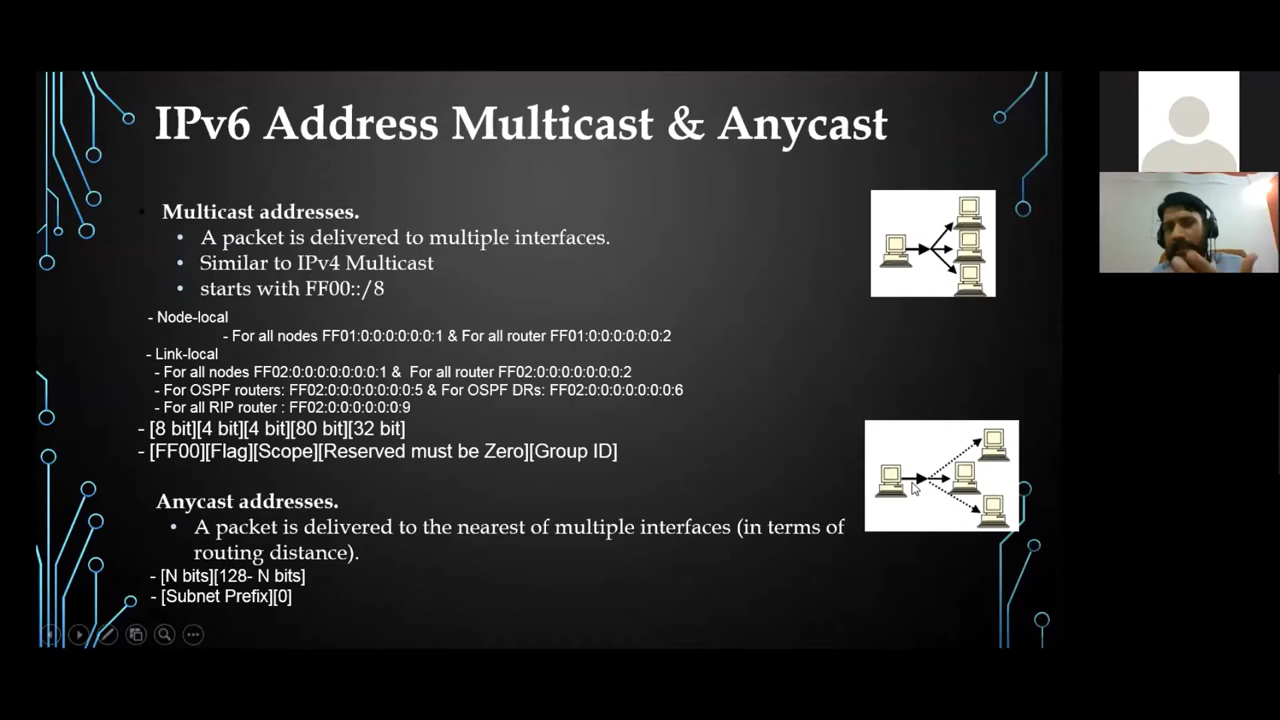 IPv6 Address Multicast & Anycast
• Multicast addresses.
• A packet is delivered to multiple interfaces.
• Similar to IPv4 Multicast
• starts with FF00::/8
- Node-local
- For all nodes FF01:0:0:0:0:0:0:1 & For all router FF01:0:0:0:0:0:0:2
- Link-local
- For all nodes FF02:0:0:0:0:0:0:1 & For all router FF02:0:0:0:0:0:0:2
- For OSPF routers: FF02:0:0:0:0:0:0:5 & For OSPF DRs: FF02:0:0:0:0:0:0:6
- For all RIP router : FF02:0:0:0:0:0:9
- [8 bit][4 bit][4 bit][80 bit][32 bit]
- [FF00][Flag][Scope][Reserved must be Zero][Group ID]
Anycast addresses.
• A packet is delivered to the nearest of multiple interfaces (in terms of
routing distance).
- [N bits][128- N bits]
- [Subnet Prefix][0]